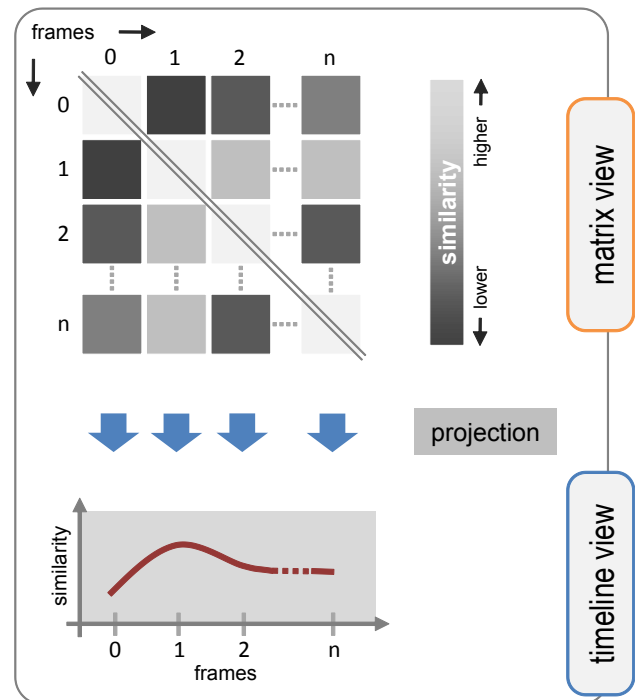 frames
0 1 2 n
0
1
2
n
similarity
higher
lower
matrix view
projection
similarity
0 1 2 n
frames
timeline view